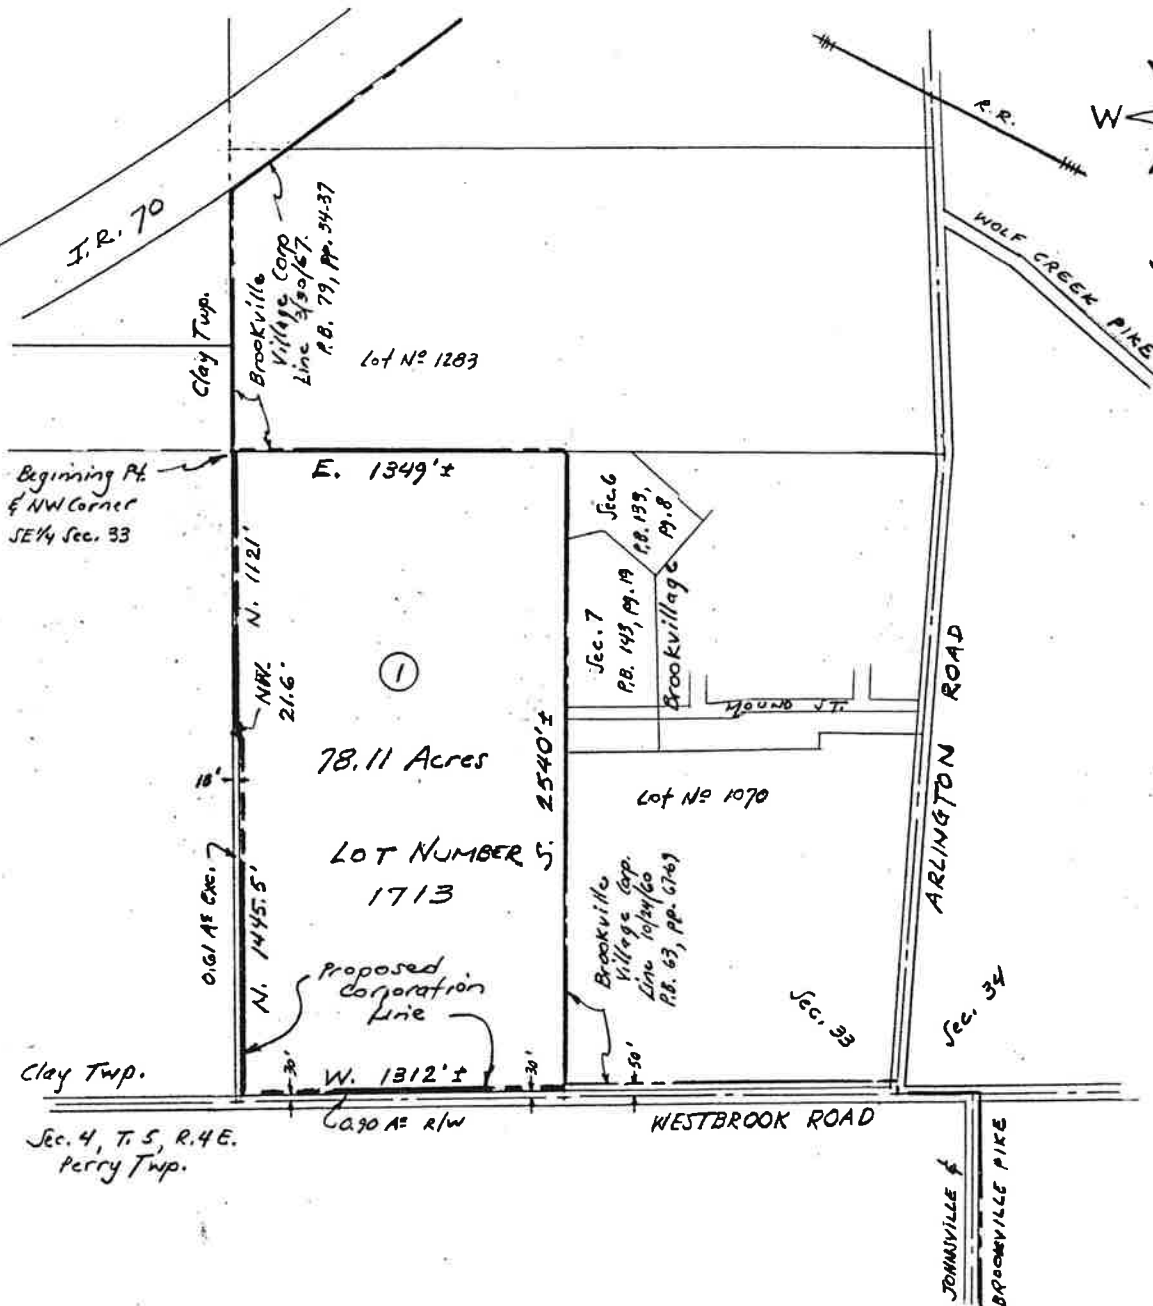 R.R.
W
WOLF CREEK PIKE
I.R. 70
Clay Twp.
Brookville
Village Corp
Line 3/30/67.
P.B. 79, PP. 34-37
Lot Nº 1283
Beginning Pt.
& NW Corner
SE 1/4 Sec. 33
E. 1349' ±
N. 1121'
NW.
21.6'
1
78.11 Acres
18'
LOT NUMBER
1713
S. 2540' ±
0.61 Ac Exc.
N. 1445.5'
Proposed
Corporation
Line
Sec. 6
P.B. 139,
Pg. 8
Sec. 7
P.B. 143, Pg. 19
Brookvillage
MOUND ST.
Lot Nº 1070
ARLINGTON ROAD
Brookville
Village Corp.
Line 10/24/60
P.B. 63, PP. 67-69
Sec. 33
Sec. 34
Clay Twp.
30'
W. 1312' ±
30'
50'
0.90 Ac R/W
WESTBROOK ROAD
Sec. 4, T. 5, R. 4 E.
Perry Twp.
JOHNSVILLE &
BROOKVILLE PIKE